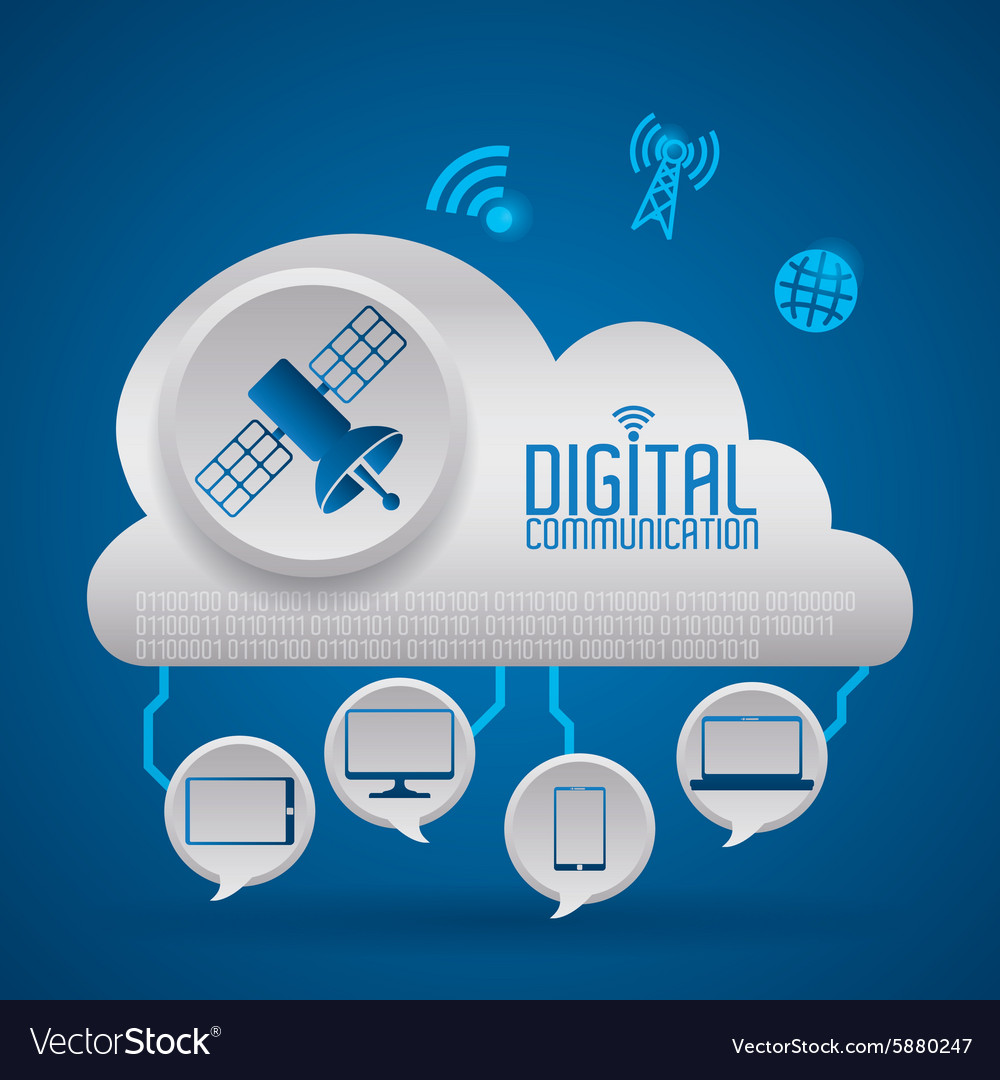 DIGITAL
COMMUNICATION
01100100 01101001 01100111 01101001 01110100 01100001 01101100 00100000
01100011 01101111 01101101 01101101 01110101 01101110 01101001 01100011
01100001 01110100 01101001 01101111 01101110 00001101 00001010
VectorStock®
VectorStock.com/5880247